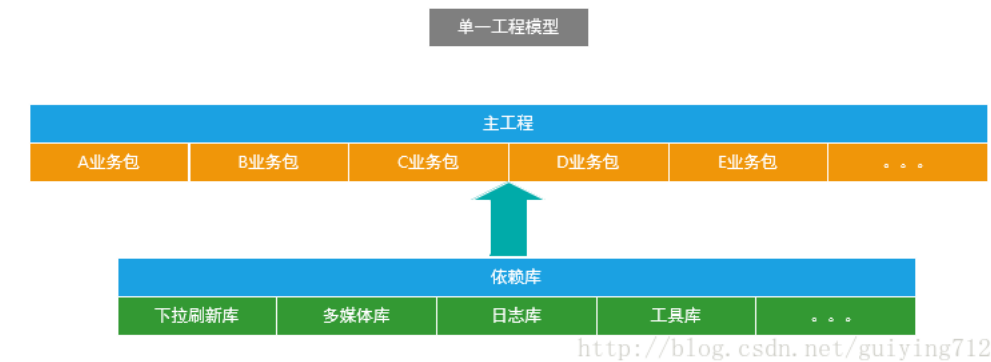 单一工程模型
主工程
A业务包 B业务包 C业务包 D业务包 E业务包 。。。
依赖库
下拉刷新库 多媒体库 日志库 工具库 。。。
http://blog.csdn.net/guiying712